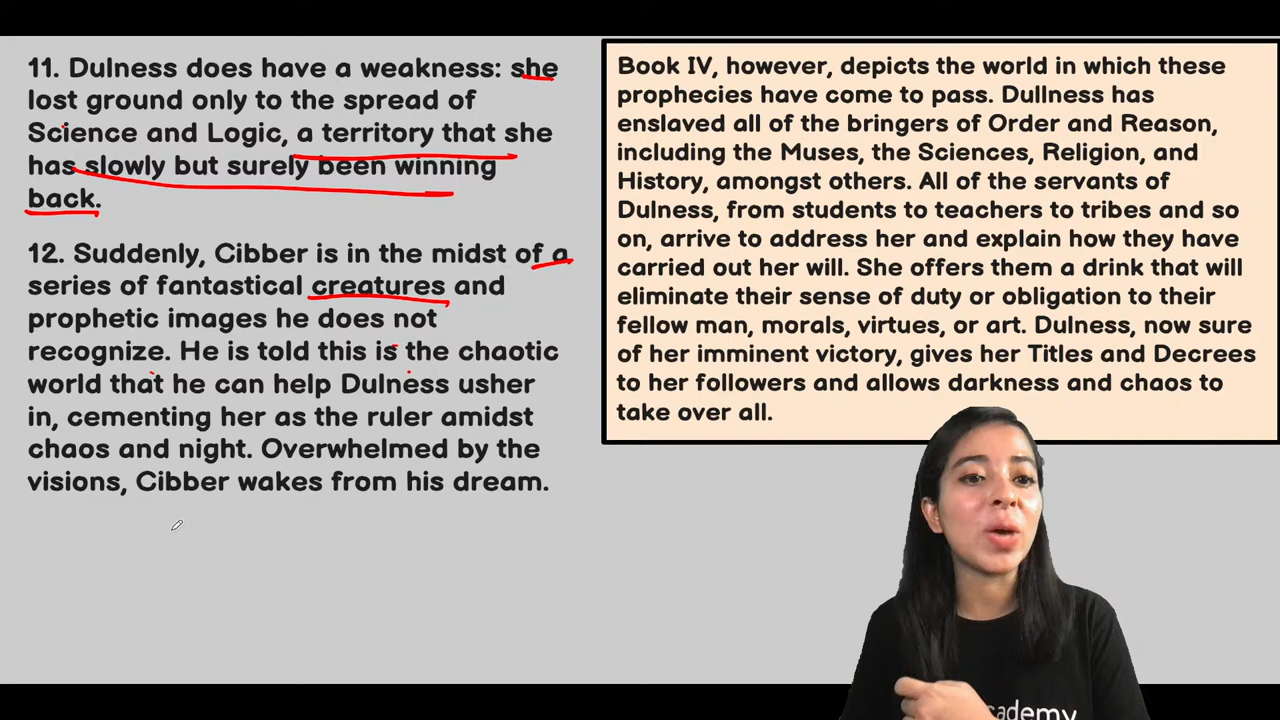 11. Dulness does have a weakness: she
lost ground only to the spread of
Science and Logic, a territory that she
has slowly but surely been winning
back.
12. Suddenly, Cibber is in the midst of a
series of fantastical creatures and
prophetic images he does not
recognize. He is told this is the chaotic
world that he can help Dulness usher
in, cementing her as the ruler amidst
chaos and night. Overwhelmed by the
visions, Cibber wakes from his dream.
Book IV, however, depicts the world in which these
prophecies have come to pass. Dullness has
enslaved all of the bringers of Order and Reason,
including the Muses, the Sciences, Religion, and
History, amongst others. All of the servants of
Dulness, from students to teachers to tribes and so
on, arrive to address her and explain how they have
carried out her will. She offers them a drink that will
eliminate their sense of duty or obligation to their
fellow man, morals, virtues, or art. Dulness, now sure
of her imminent victory, gives her Titles and Decrees
to her followers and allows darkness and chaos to
take over all.
cademy